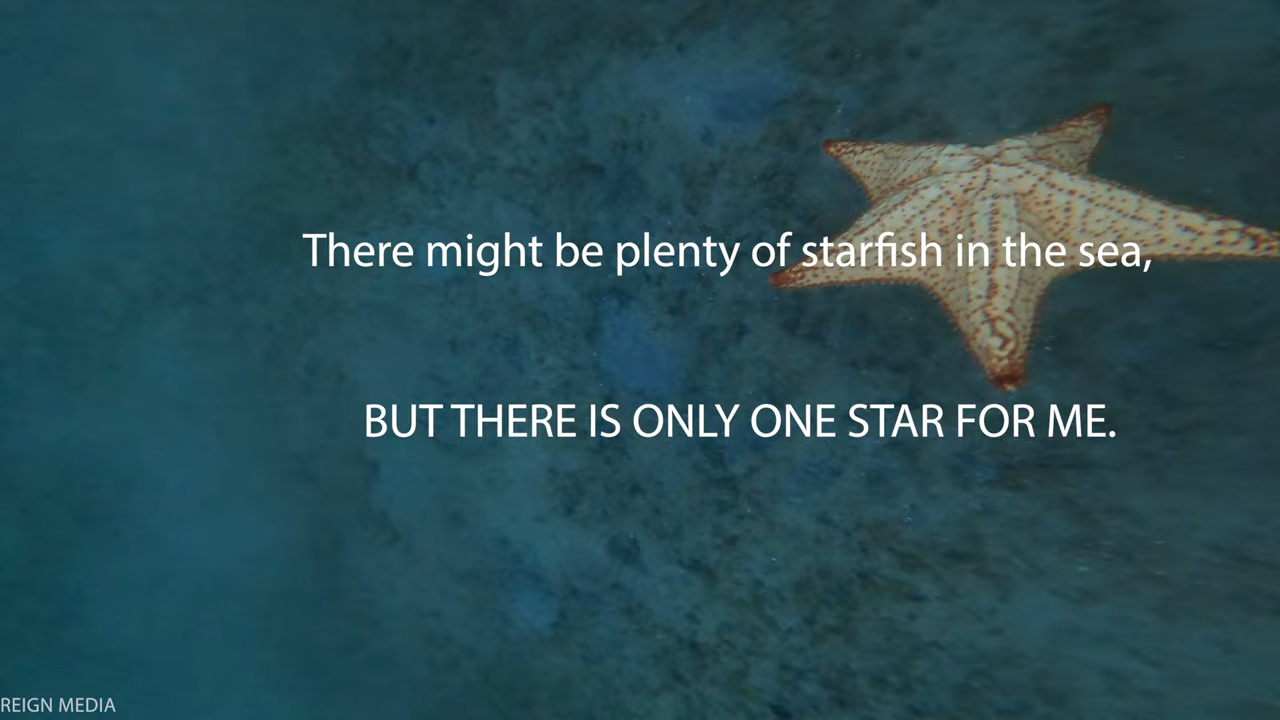 There might be plenty of starfish in the sea,
BUT THERE IS ONLY ONE STAR FOR ME.
REIGN MEDIA